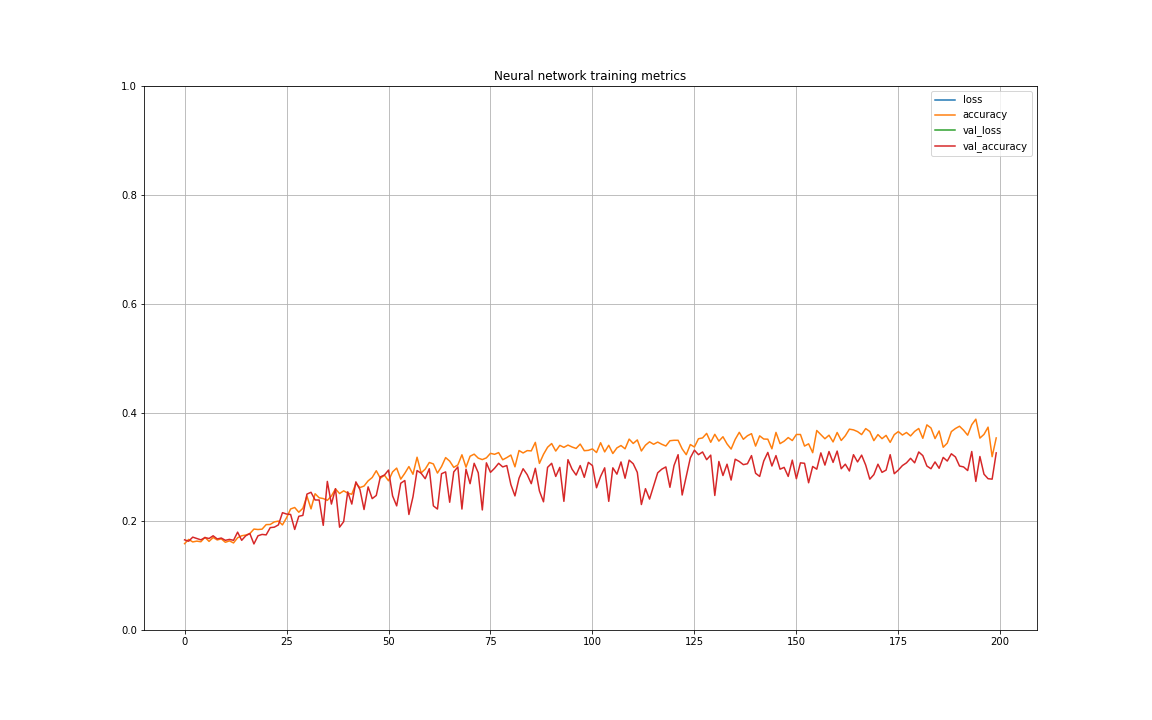 Neural network training metrics
1.0
loss
accuracy
val_loss
val_accuracy
0.8
0.6
0.4
0.2
0.0
0 25 50 75 100 125 150 175 200